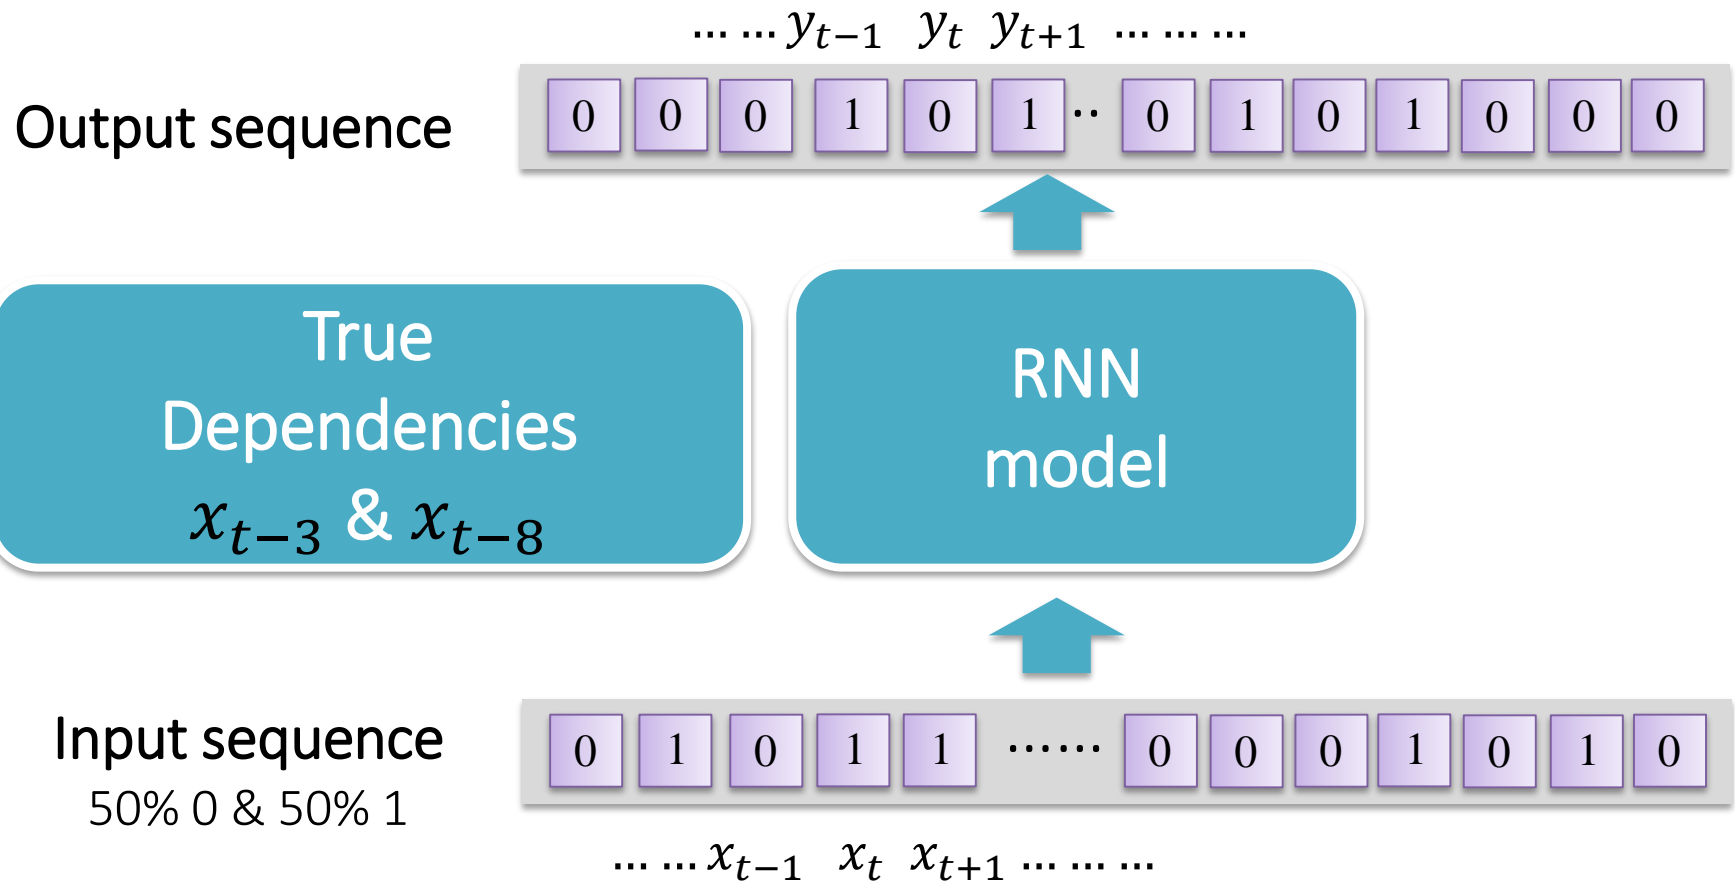 ... ... y_{t−1} y_t y_{t+1} ... ... ...
Output sequence
0 0 0 1 0 1 ·· 0 1 0 1 0 0 0
True
Dependencies
x_{t−3} & x_{t−8}
RNN
model
Input sequence
50% 0 & 50% 1
0 1 0 1 1 ······ 0 0 0 1 0 1 0
... ... x_{t−1} x_t x_{t+1} ... ... ...